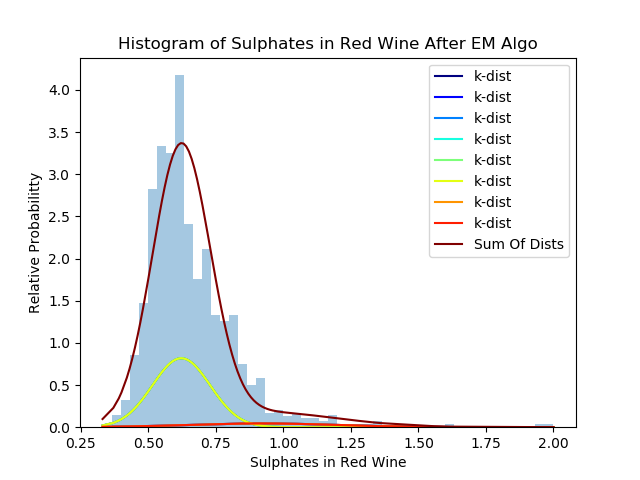 Histogram of Sulphates in Red Wine After EM Algo
k-dist
k-dist
k-dist
k-dist
k-dist
k-dist
k-dist
k-dist
Sum Of Dists
4.0
3.5
3.0
2.5
2.0
1.5
1.0
0.5
0.0
Relative Probabilitty
0.25 0.50 0.75 1.00 1.25 1.50 1.75 2.00
Sulphates in Red Wine